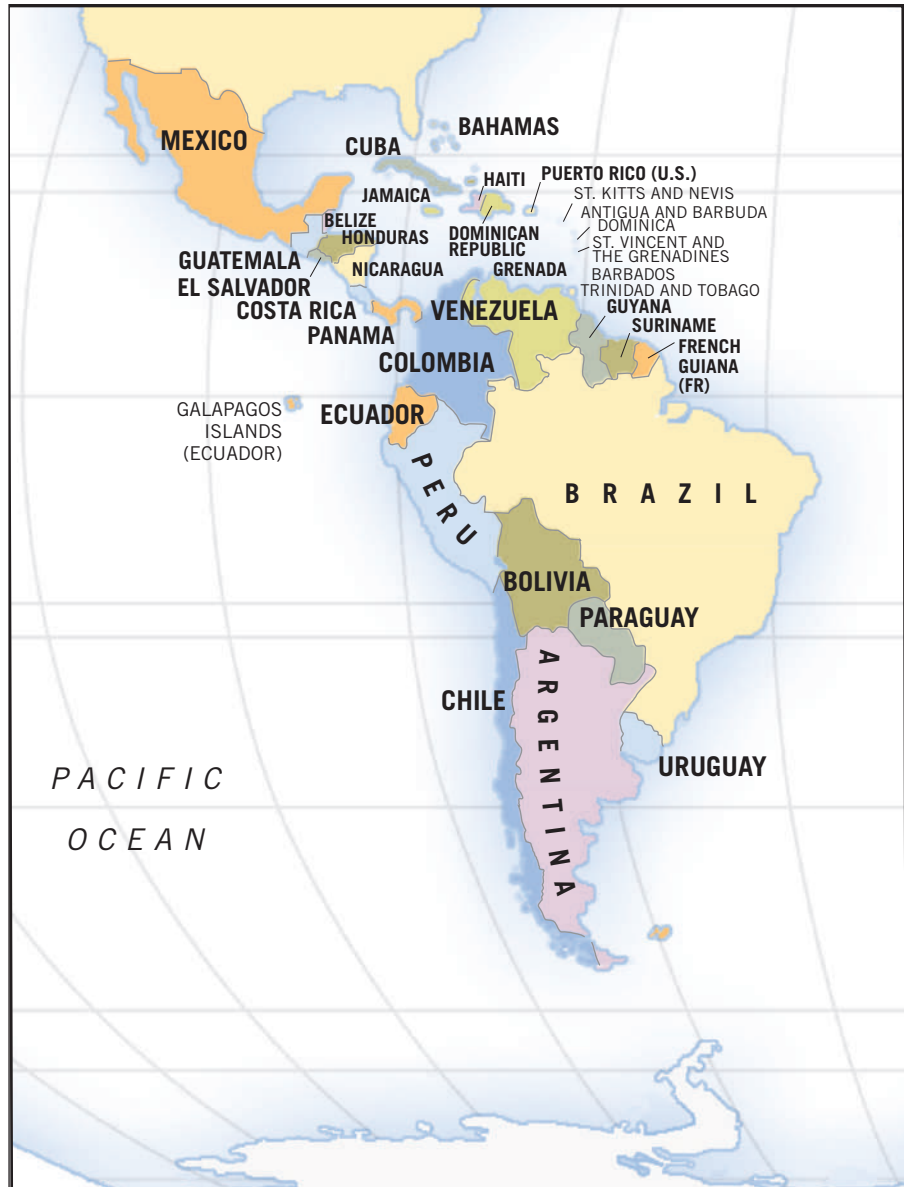 MEXICO
BAHAMAS
CUBA
HAITI
PUERTO RICO (U.S.)
ST. KITTS AND NEVIS
JAMAICA
ANTIGUA AND BARBUDA
BELIZE
DOMINICA
DOMINICAN
REPUBLIC
HONDURAS
ST. VINCENT AND
THE GRENADINES
GUATEMALA
NICARAGUA
GRENADA
BARBADOS
EL SALVADOR
TRINIDAD AND TOBAGO
COSTA RICA
VENEZUELA
GUYANA
PANAMA
SURINAME
COLOMBIA
FRENCH
GUIANA
(FR)
GALAPAGOS
ISLANDS
(ECUADOR)
ECUADOR
PERU
BRAZIL
BOLIVIA
PARAGUAY
CHILE
ARGENTINA
URUGUAY
PACIFIC
OCEAN